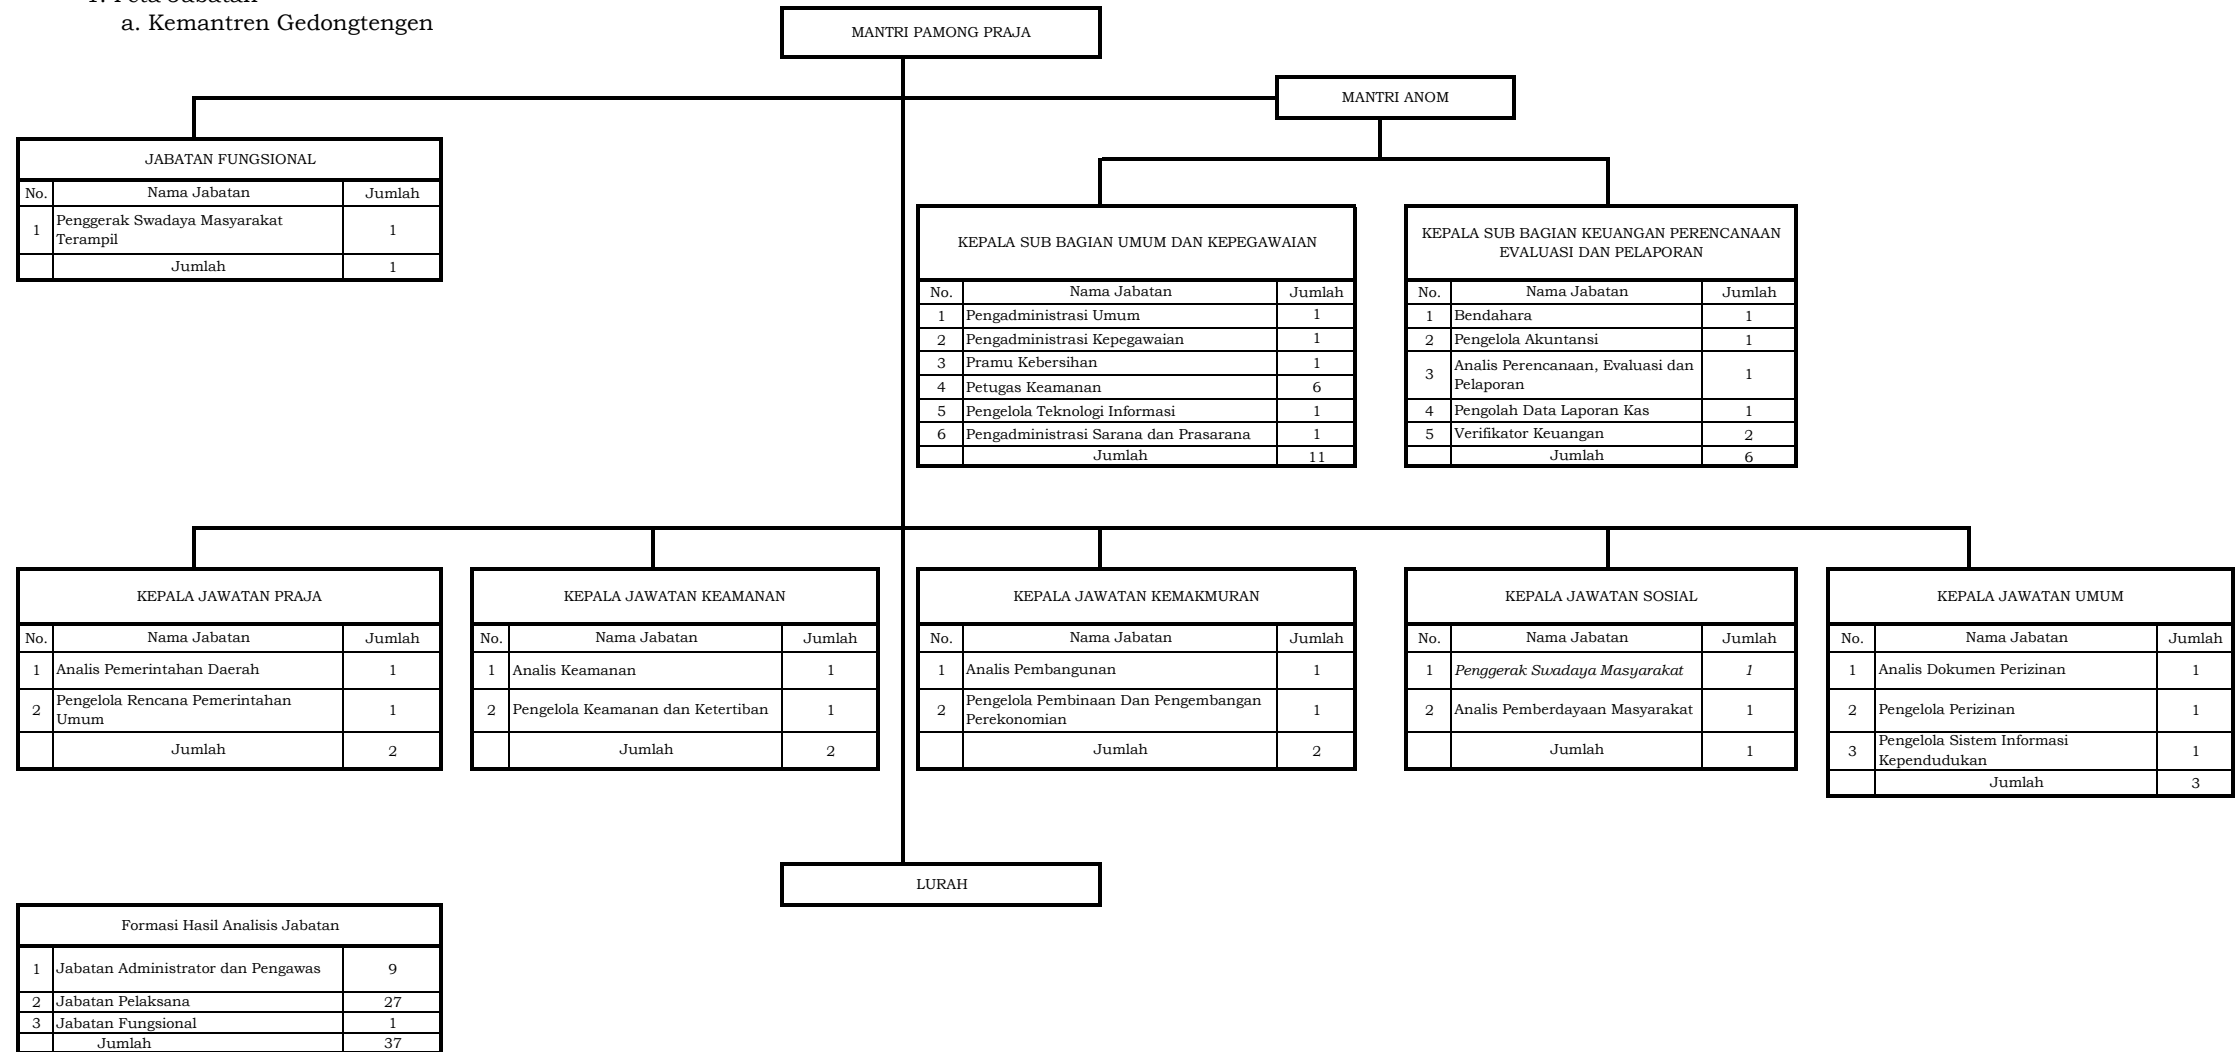 a. Kemantren Gedongtengen
MANTRI PAMONG PRAJA
MANTRI ANOM
JABATAN FUNGSIONAL
No. Nama Jabatan Jumlah
1 Penggerak Swadaya Masyarakat Terampil 1
Jumlah 1
KEPALA SUB BAGIAN UMUM DAN KEPEGAWAIAN
No. Nama Jabatan Jumlah
1 Pengadministrasi Umum 1
2 Pengadministrasi Kepegawaian 1
3 Pramu Kebersihan 1
4 Petugas Keamanan 6
5 Pengelola Teknologi Informasi 1
6 Pengadministrasi Sarana dan Prasarana 1
Jumlah 11
KEPALA SUB BAGIAN KEUANGAN PERENCANAAN
EVALUASI DAN PELAPORAN
No. Nama Jabatan Jumlah
1 Bendahara 1
2 Pengelola Akuntansi 1
3 Analis Perencanaan, Evaluasi dan Pelaporan 1
4 Pengolah Data Laporan Kas 1
5 Verifikator Keuangan 2
Jumlah 6
KEPALA JAWATAN PRAJA
No. Nama Jabatan Jumlah
1 Analis Pemerintahan Daerah 1
2 Pengelola Rencana Pemerintahan Umum 1
Jumlah 2
KEPALA JAWATAN KEAMANAN
No. Nama Jabatan Jumlah
1 Analis Keamanan 1
2 Pengelola Keamanan dan Ketertiban 1
Jumlah 2
KEPALA JAWATAN KEMAKMURAN
No. Nama Jabatan Jumlah
1 Analis Pembangunan 1
2 Pengelola Pembinaan Dan Pengembangan Perekonomian 1
Jumlah 2
KEPALA JAWATAN SOSIAL
No. Nama Jabatan Jumlah
1 Penggerak Swadaya Masyarakat 1
2 Analis Pemberdayaan Masyarakat 1
Jumlah 1
KEPALA JAWATAN UMUM
No. Nama Jabatan Jumlah
1 Analis Dokumen Perizinan 1
2 Pengelola Perizinan 1
3 Pengelola Sistem Informasi Kependudukan 1
Jumlah 3
LURAH
Formasi Hasil Analisis Jabatan
1 Jabatan Administrator dan Pengawas 9
2 Jabatan Pelaksana 27
3 Jabatan Fungsional 1
Jumlah 37